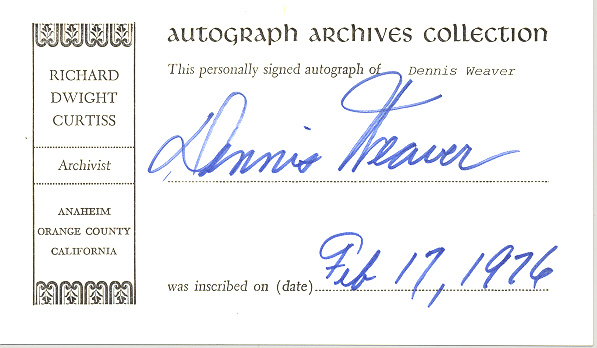 AUTOGRAPH ARCHIVES COLLECTION
RICHARD
DWIGHT
CURTISS
Archivist
ANAHEIM
ORANGE COUNTY
CALIFORNIA
This personally signed autograph of Dennis Weaver
Dennis Weaver
was inscribed on (date) Feb 17, 1976